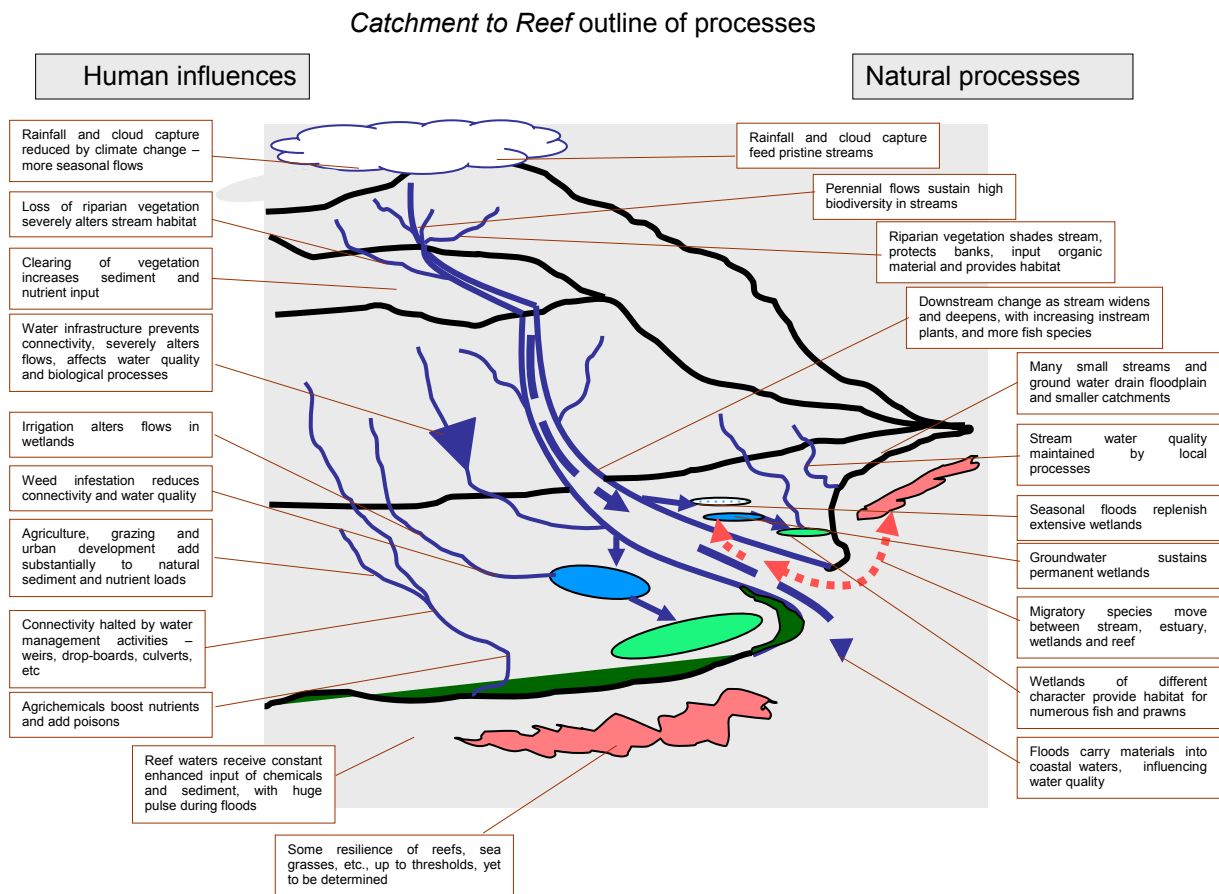 Catchment to Reef outline of processes
Human influences
Natural processes
Rainfall and cloud capture
reduced by climate change –
more seasonal flows
Loss of riparian vegetation
severely alters stream habitat
Clearing of vegetation
increases sediment and
nutrient input
Water infrastructure prevents
connectivity, severely alters
flows, affects water quality
and biological processes
Irrigation alters flows in
wetlands
Weed infestation reduces
connectivity and water quality
Agriculture, grazing and
urban development add
substantially to natural
sediment and nutrient loads
Connectivity halted by water
management activities –
weirs, drop-boards, culverts,
etc
Agrichemicals boost nutrients
and add poisons
Reef waters receive constant
enhanced input of chemicals
and sediment, with huge
pulse during floods
Some resilience of reefs, sea
grasses, etc., up to thresholds, yet
to be determined
Rainfall and cloud capture
feed pristine streams
Perennial flows sustain high
biodiversity in streams
Riparian vegetation shades stream,
protects banks, input organic
material and provides habitat
Downstream change as stream widens
and deepens, with increasing instream
plants, and more fish species
Many small streams and
ground water drain floodplain
and smaller catchments
Stream water quality
maintained by local
processes
Seasonal floods replenish
extensive wetlands
Groundwater sustains
permanent wetlands
Migratory species move
between stream, estuary,
wetlands and reef
Wetlands of different
character provide habitat for
numerous fish and prawns
Floods carry materials into
coastal waters, influencing
water quality